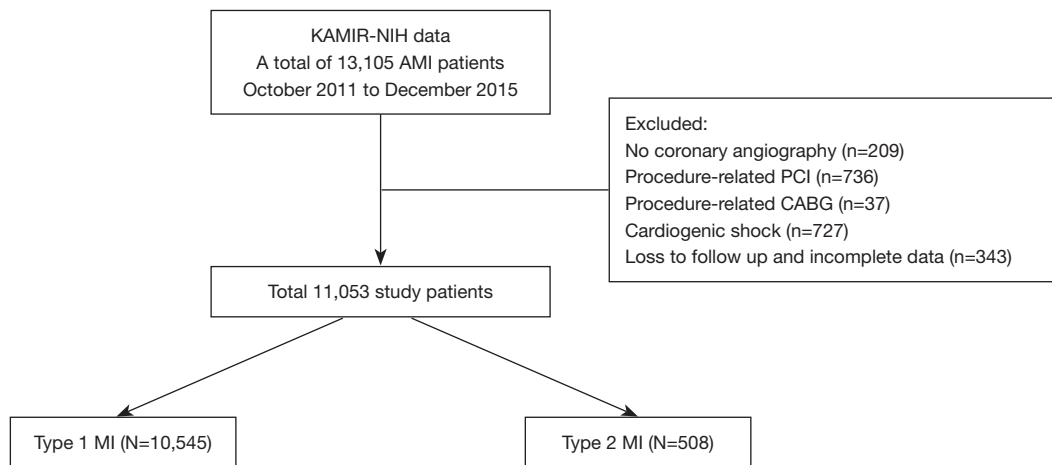 KAMIR-NIH data
A total of 13,105 AMI patients
October 2011 to December 2015
Excluded:
No coronary angiography (n=209)
Procedure-related PCI (n=736)
Procedure-related CABG (n=37)
Cardiogenic shock (n=727)
Loss to follow up and incomplete data (n=343)
Total 11,053 study patients
Type 1 MI (N=10,545)
Type 2 MI (N=508)